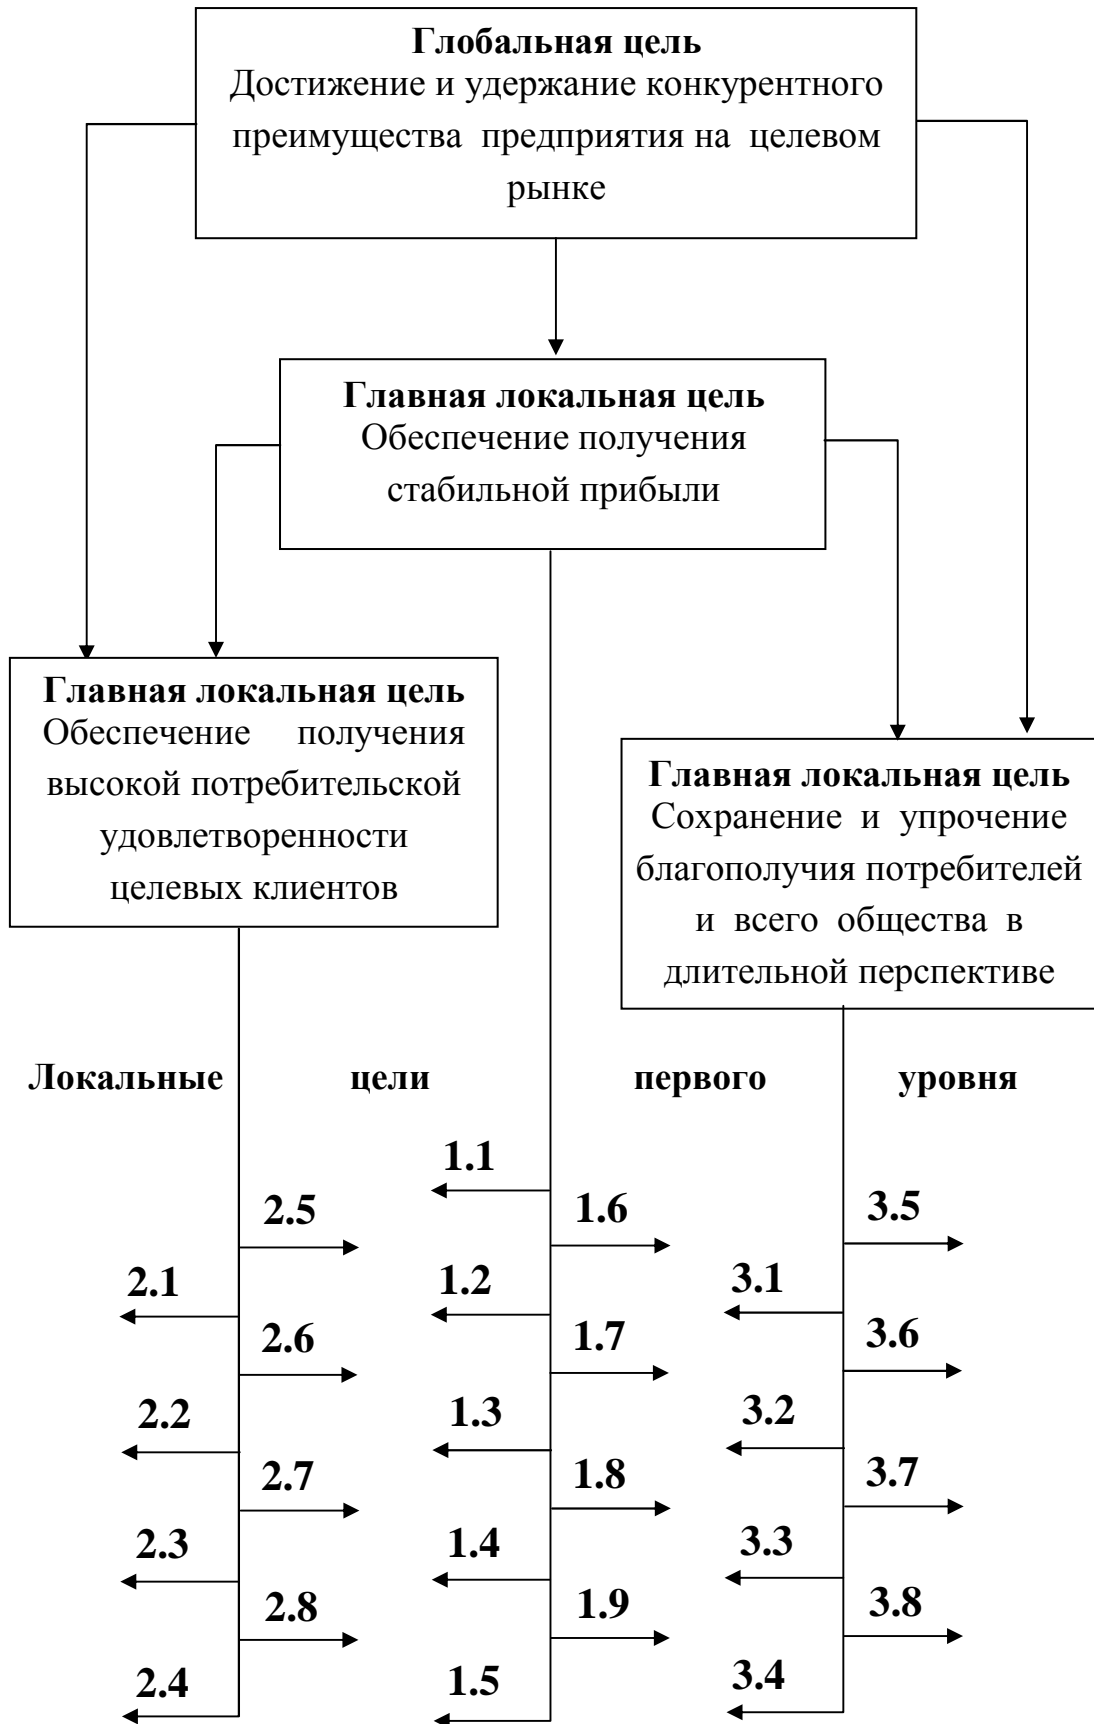 Глобальная цель
Достижение и удержание конкурентного
преимущества предприятия на целевом
рынке
Главная локальная цель
Обеспечение получения
стабильной прибыли
Главная локальная цель
Обеспечение получения
высокой потребительской
удовлетворенности
целевых клиентов
Главная локальная цель
Сохранение и упрочение
благополучия потребителей
и всего общества в
длительной перспективе
Локальные цели первого уровня
1.1
2.5
1.6
3.5
2.1
1.2
3.1
2.6
1.7
3.6
2.2
1.3
3.2
2.7
1.8
3.7
2.3
1.4
3.3
2.8
1.9
3.8
2.4
1.5
3.4